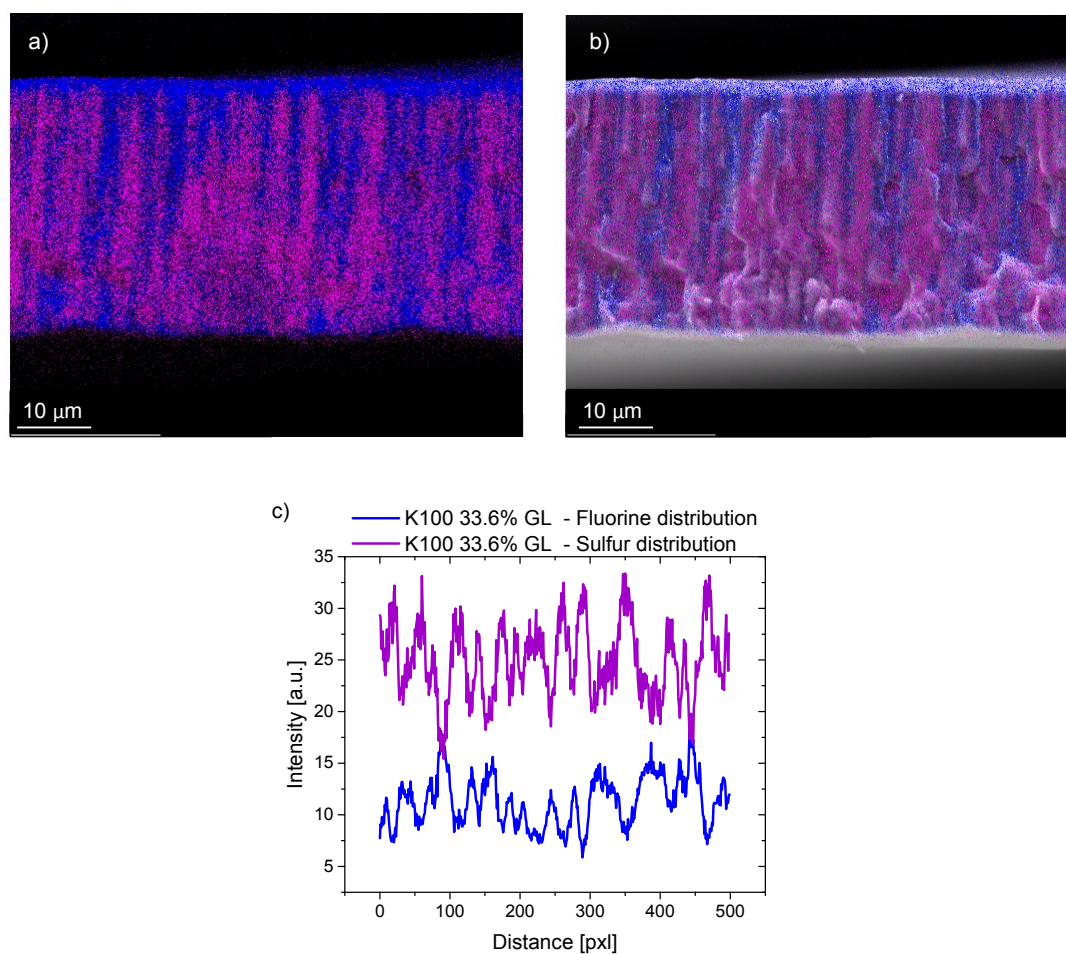 a)
10 μm
b)
10 μm
c)
K100 33.6% GL - Fluorine distribution
K100 33.6% GL - Sulfur distribution
35
30
25
20
15
10
5
Intensity [a.u.]
0 100 200 300 400 500
Distance [pxl]